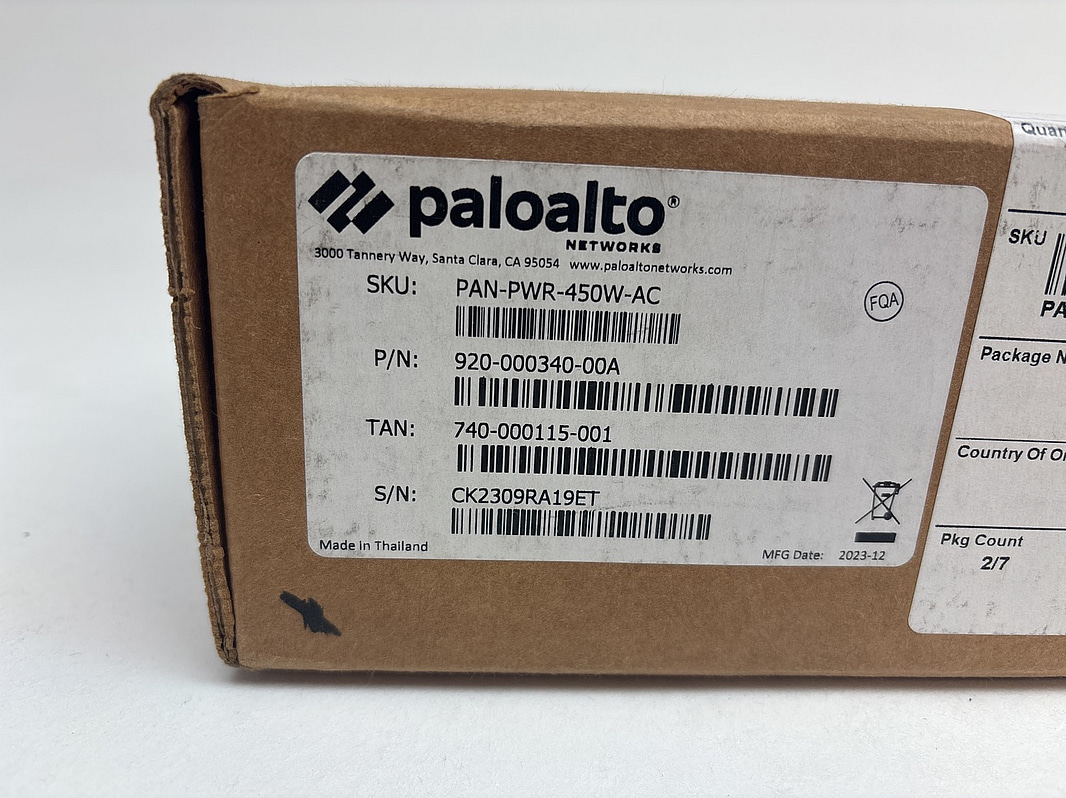 paloalto®
NETWORKS
3000 Tannery Way, Santa Clara, CA 95054 www.paloaltonetworks.com
SKU: PAN-PWR-450W-AC
FQA
P/N: 920-000340-00A
TAN: 740-000115-001
S/N: CK2309RA19ET
Made in Thailand
MFG Date: 2023-12
SKU
Package
Country Of
Pkg Count
2/7